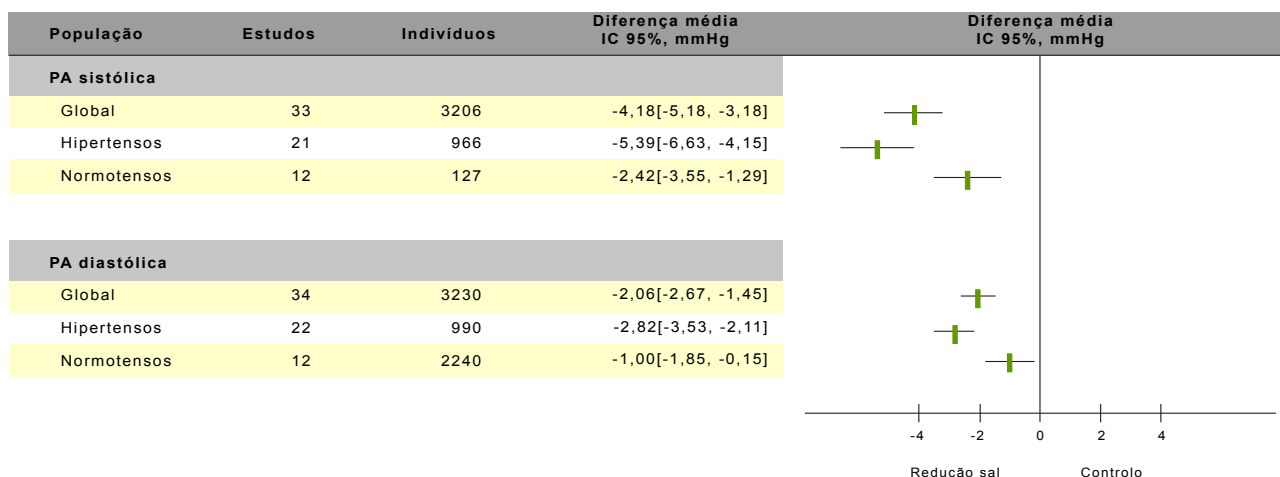 População Estudos Indivíduos Diferença média IC 95%, mmHg Diferença média IC 95%, mmHg
PA sistólica
Global 33 3206 -4,18[-5,18, -3,18]
Hipertensos 21 966 -5,39[-6,63, -4,15]
Normotensos 12 127 -2,42[-3,55, -1,29]
PA diastólica
Global 34 3230 -2,06[-2,67, -1,45]
Hipertensos 22 990 -2,82[-3,53, -2,11]
Normotensos 12 2240 -1,00[-1,85, -0,15]
-4 -2 0 2 4
Reducão sal Controlo